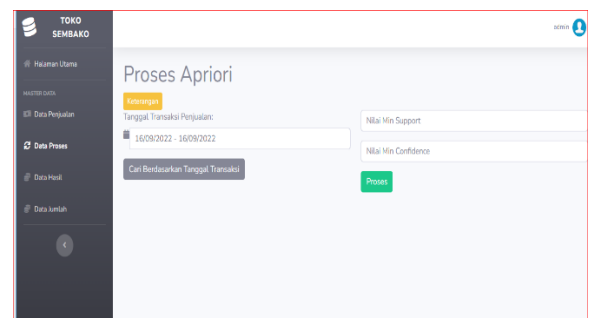 TOKO
SEMBAKO
admin
Halaman Utama
MASTER DATA
Data Penjualan
Data Proses
Data Hasil
Data Jumlah
Proses Apriori
Keterangan
Tanggal Transaksi Penjualan:
16/09/2022 - 16/09/2022
Cari Berdasarkan Tanggal Transaksi
Nilai Min Support
Nilai Min Confidence
Proses